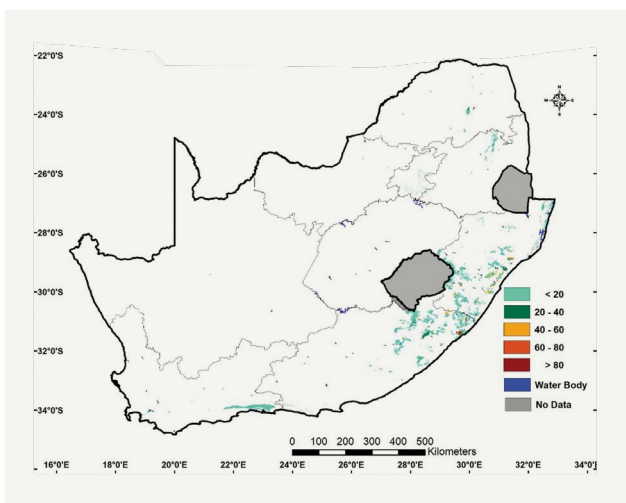 -22°0'S
-24°0'S
-26°0'S
-28°0'S
-30°0'S
-32°0'S
-34°0'S
< 20
20 - 40
40 - 60
60 - 80
> 80
Water Body
No Data
0 100 200 300 400 500
Kilometers
16°0'E 18°0'E 20°0'E 22°0'E 24°0'E 26°0'E 28°0'E 30°0'E 32°0'E 34°0'E